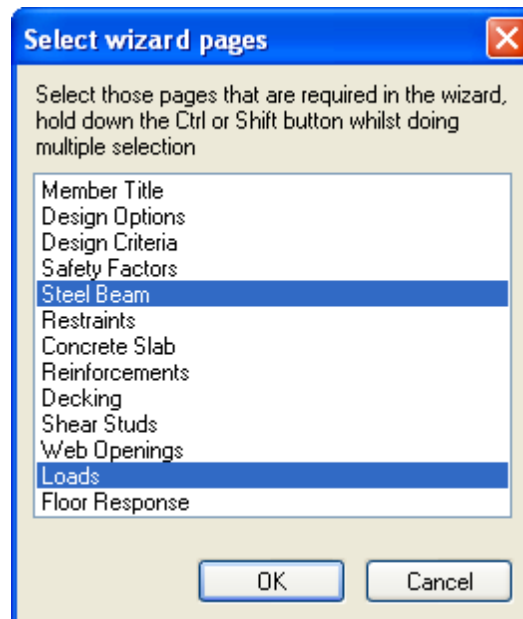 Select wizard pages
Select those pages that are required in the wizard,
hold down the Ctrl or Shift button whilst doing
multiple selection
Member Title
Design Options
Design Criteria
Safety Factors
Steel Beam
Restraints
Concrete Slab
Reinforcements
Decking
Shear Studs
Web Openings
Loads
Floor Response
OK Cancel